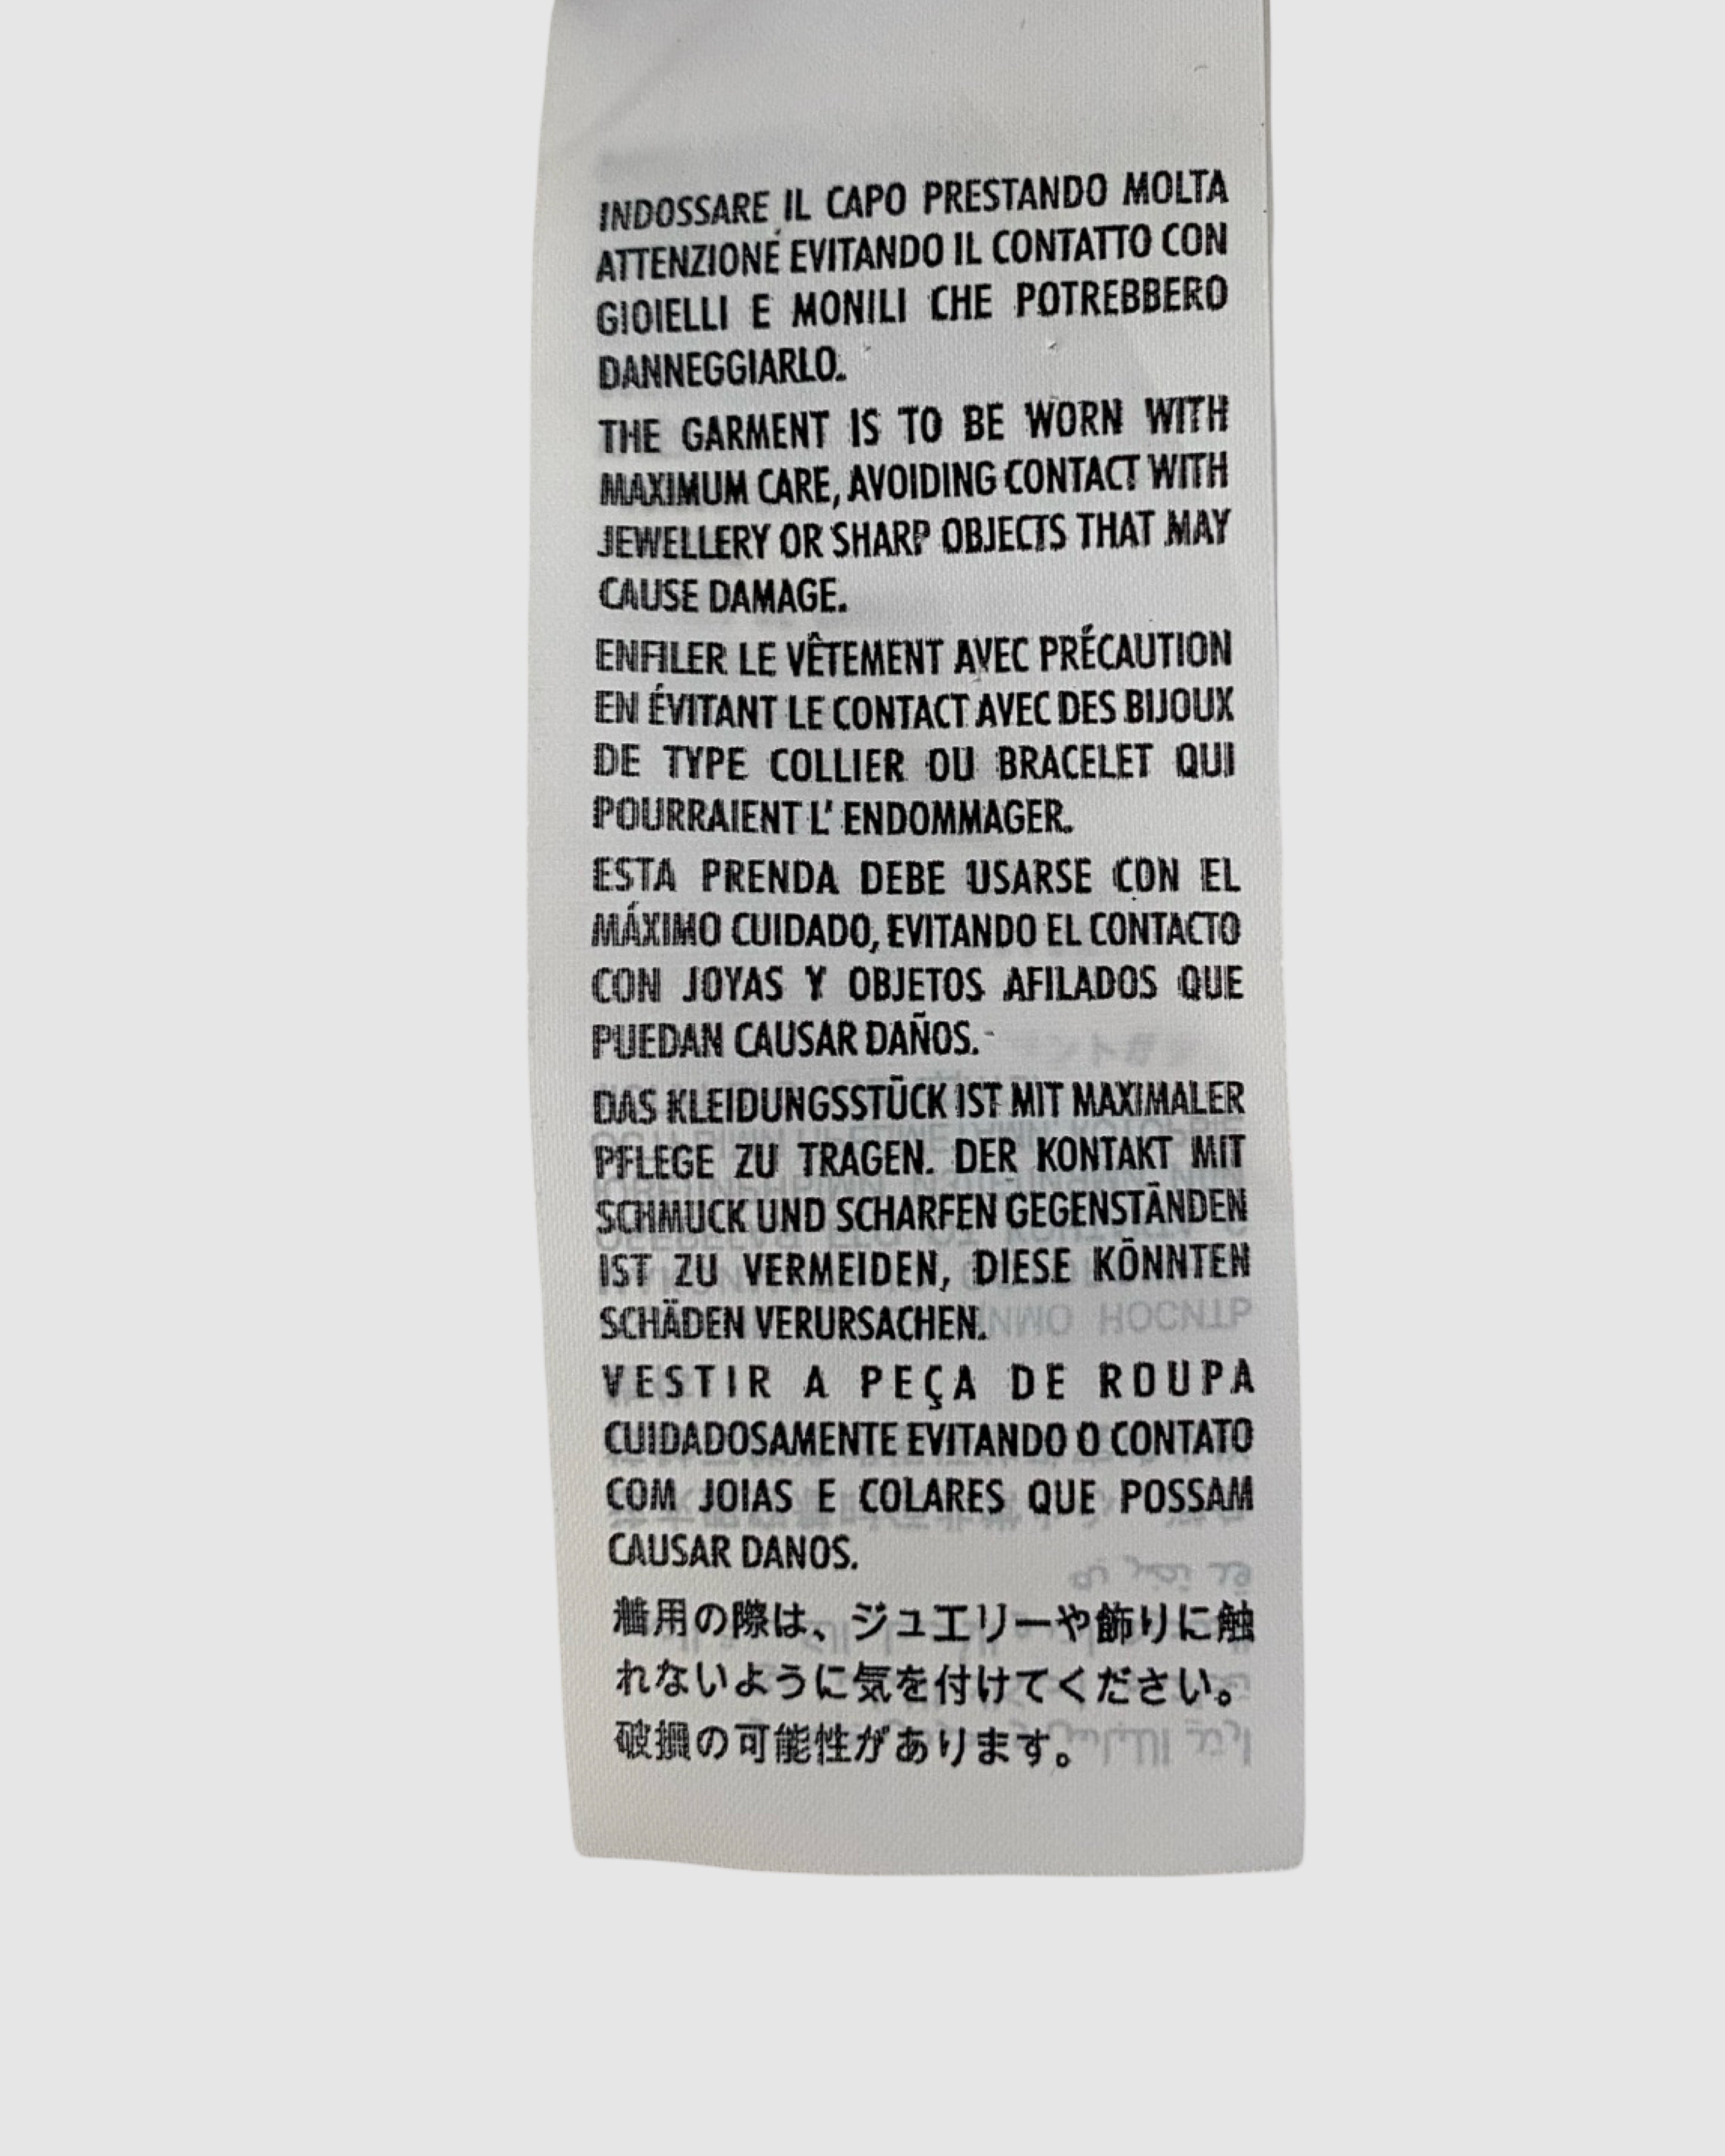 INDOSSARE IL CAPO PRESTANDO MOLTA
ATTENZIONE EVITANDO IL CONTATTO CON
GIOIELLI E MONILI CHE POTREBBERO
DANNEGGIARLO.
THE GARMENT IS TO BE WORN WITH
MAXIMUM CARE, AVOIDING CONTACT WITH
JEWELLERY OR SHARP OBJECTS THAT MAY
CAUSE DAMAGE.
ENFILER LE VÊTEMENT AVEC PRÉCAUTION
EN ÉVITANT LE CONTACT AVEC DES BIJOUX
DE TYPE COLLIER OU BRACELET QUI
POURRAIENT L' ENDOMMAGER.
ESTA PRENDA DEBE USARSE CON EL
MÁXIMO CUIDADO, EVITANDO EL CONTACTO
CON JOYAS Y OBJETOS AFILADOS QUE
PUEDAN CAUSAR DAÑOS.
DAS KLEIDUNGSSTÜCK IST MIT MAXIMALER
PFLEGE ZU TRAGEN. DER KONTAKT MIT
SCHMUCK UND SCHARFEN GEGENSTÄNDEN
IST ZU VERMEIDEN, DIESE KÖNNTEN
SCHÄDEN VERURSACHEN.
VESTIR A PEÇA DE ROUPA
CUIDADOSAMENTE EVITANDO O CONTATO
COM JOIAS E COLARES QUE POSSAM
CAUSAR DANOS.
着用の際は、ジュエリーや飾りに触
れないように気を付けてください。
破損の可能性があります。